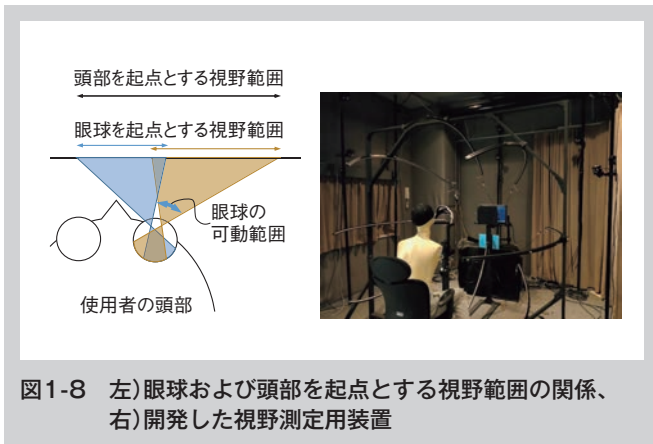 頭部を起点とする視野範囲
眼球を起点とする視野範囲
眼球の
可動範囲
使用者の頭部
図1-8 左)眼球および頭部を起点とする視野範囲の関係、
右)開発した視野測定用装置